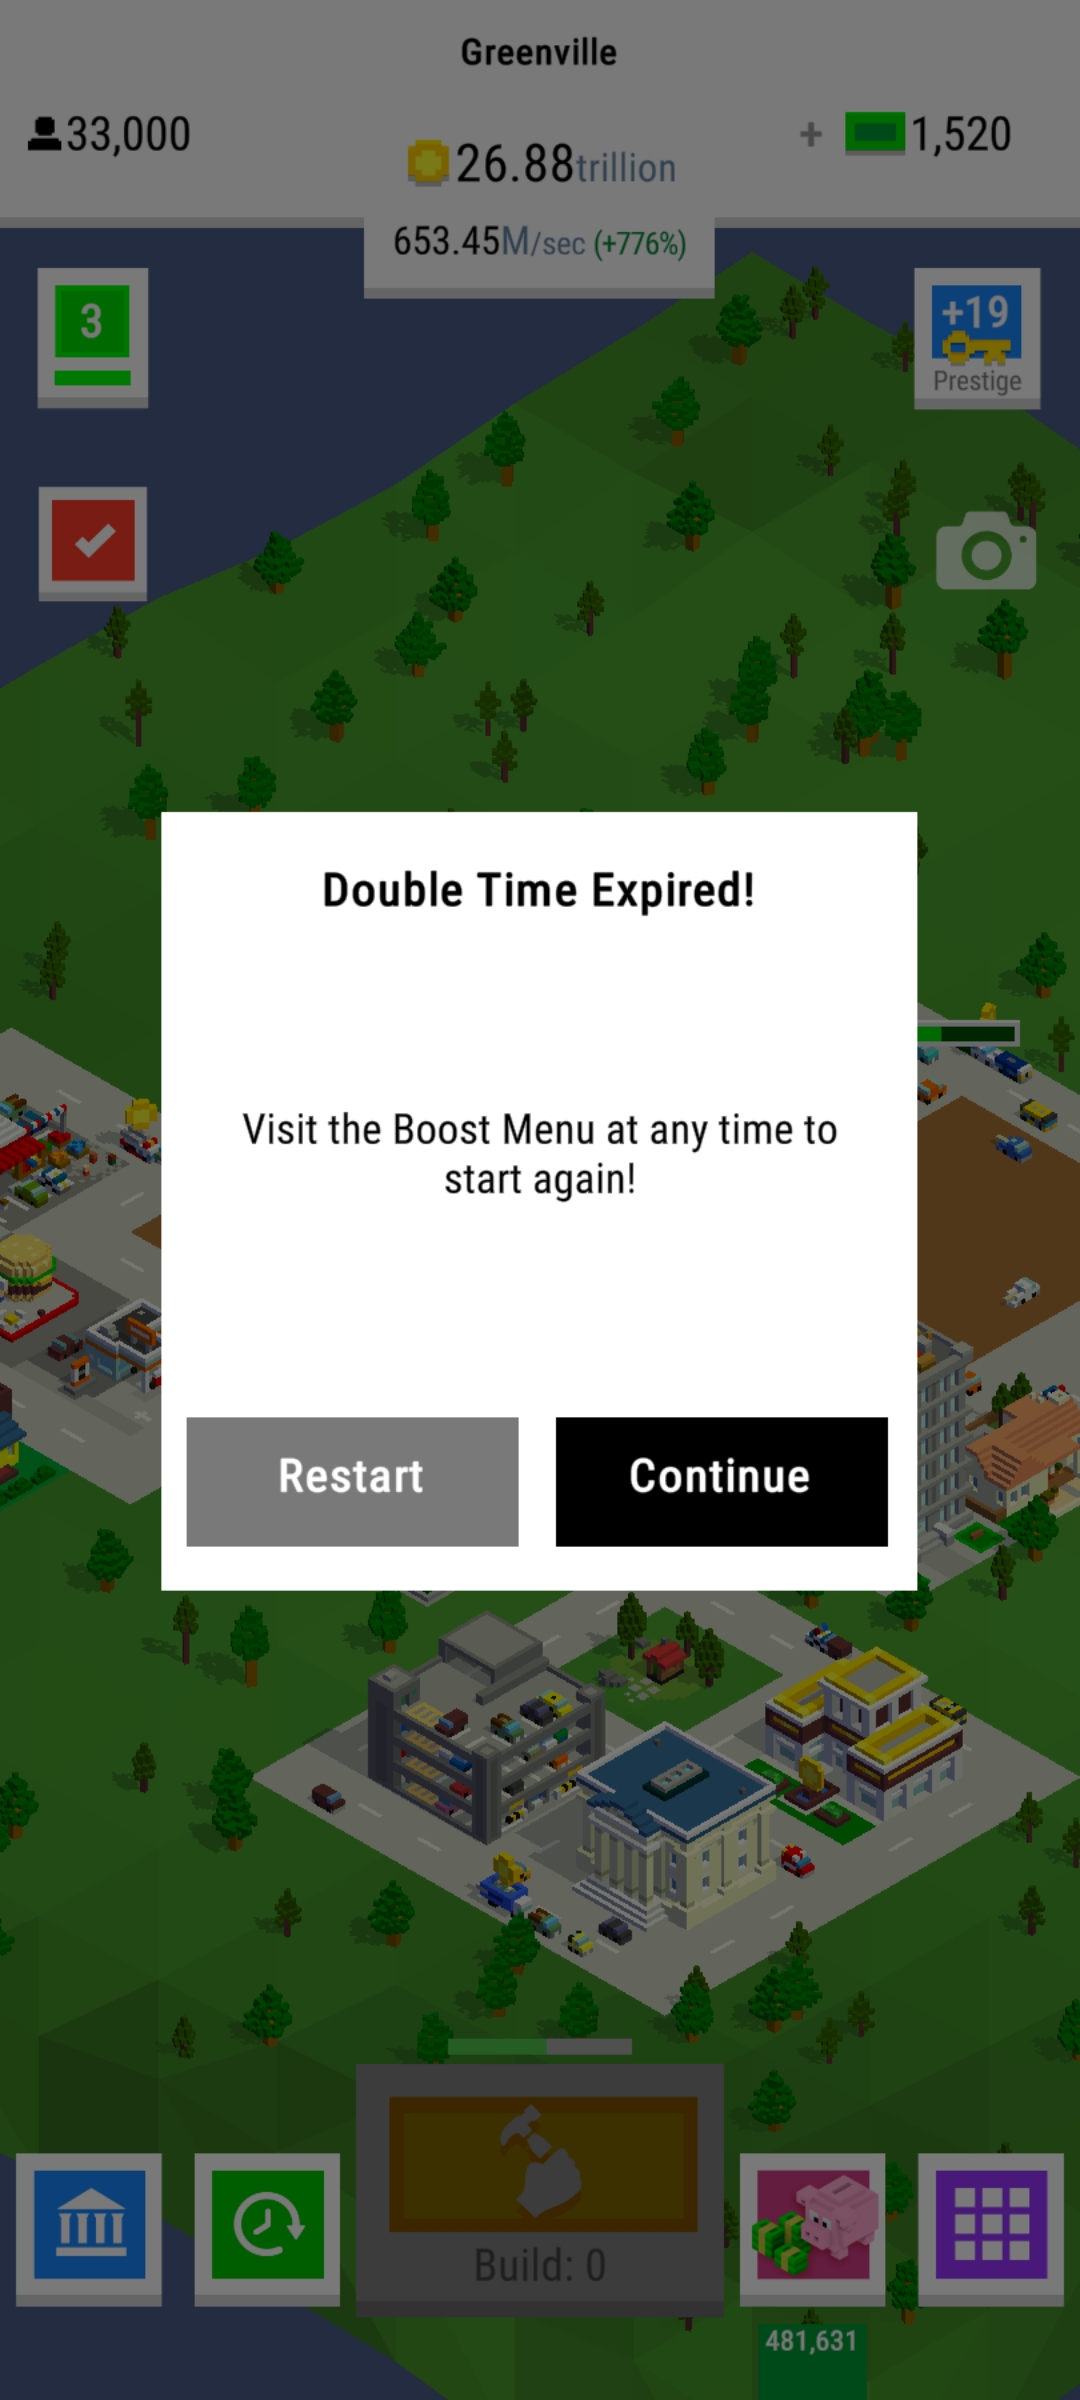 Greenville
33,000
26.88trillion
+ 1,520
653.45M/sec (+776%)
3
+19
Prestige
Double Time Expired!
Visit the Boost Menu at any time to
start again!
Restart
Continue
Build: 0
481,631